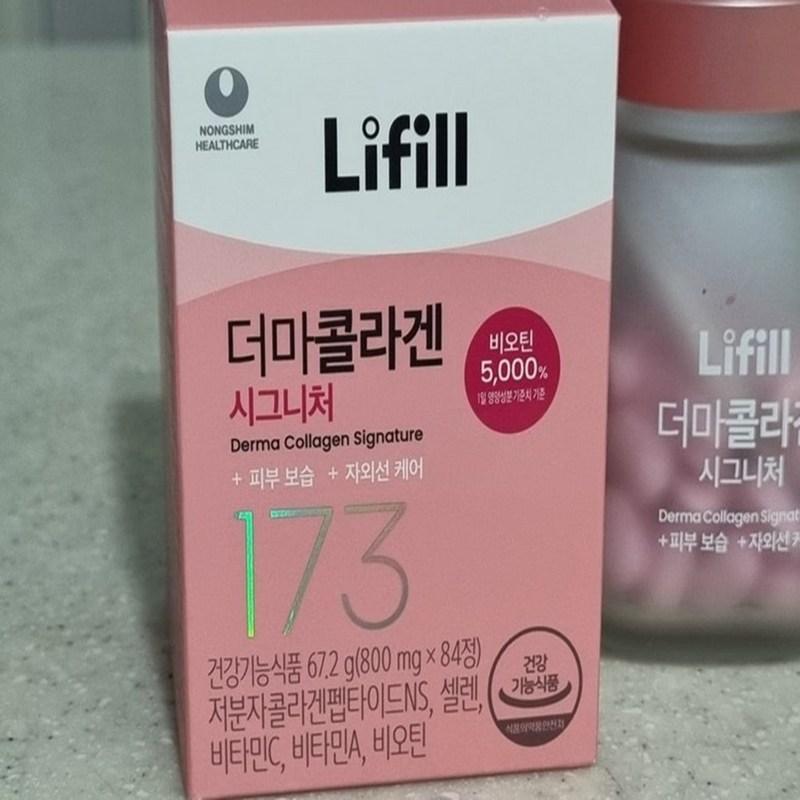 NONGSHIM
HEALTHCARE
Lifill
더마콜라겐
시그니처
Derma Collagen Signature
+ 피부 보습 + 자외선 케어
비오틴
5,000%
1일 영양성분 기준치 기준
173
건강기능식품 67.2 g(800 mg × 84정)
저분자콜라겐펩타이드NS, 셀렌,
비타민C, 비타민A, 비오틴
건강
기능식품
식품의약품안전처
Lifill
더마콜라겐
시그니처
Derma Collagen Signat
+피부 보습 +자외선 케